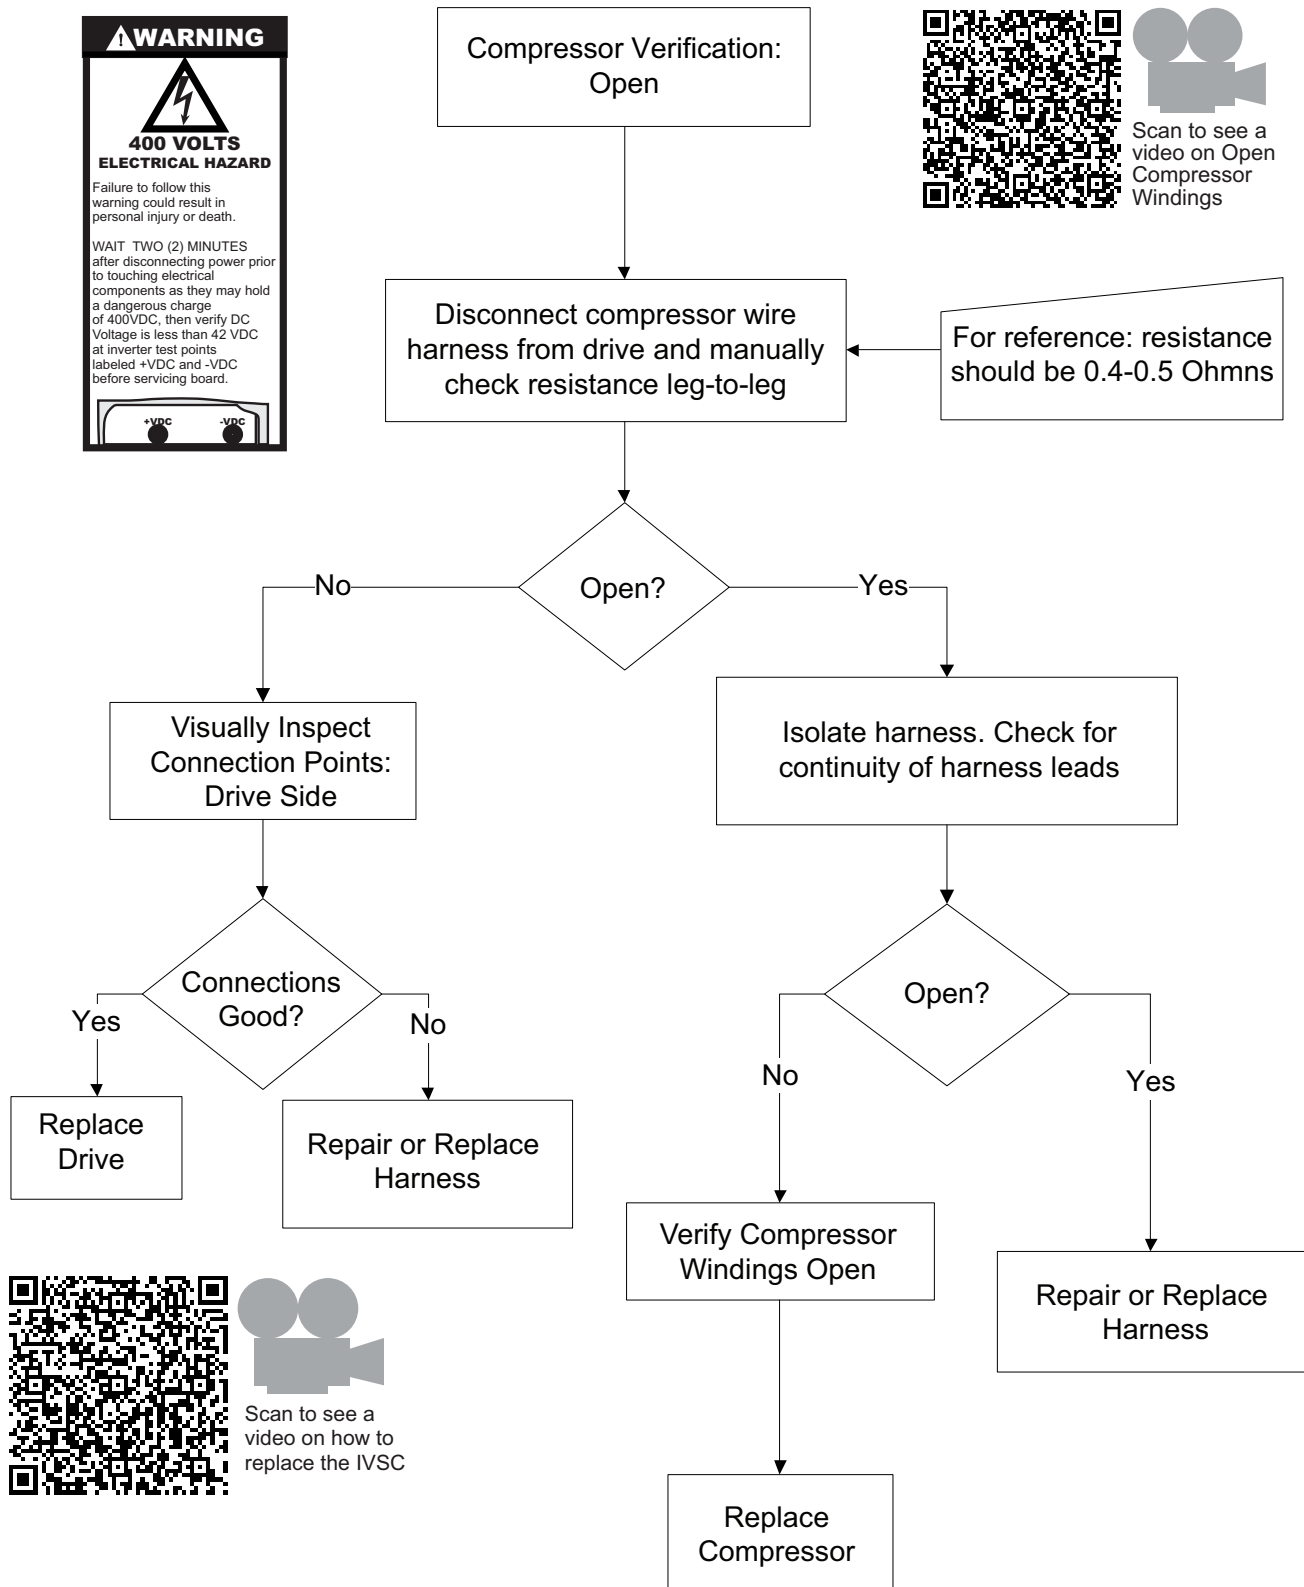 WARNING
400 VOLTS
ELECTRICAL HAZARD
Failure to follow this
warning could result in
personal injury or death.
WAIT TWO (2) MINUTES
after disconnecting power prior
to touching electrical
components as they may hold
a dangerous charge
of 400VDC, then verify DC
Voltage is less than 42 VDC
at inverter test points
labeled +VDC and -VDC
before servicing board.
+VDC -VDC
Compressor Verification:
Open
Scan to see a
video on Open
Compressor
Windings
Disconnect compressor wire
harness from drive and manually
check resistance leg-to-leg
For reference: resistance
should be 0.4-0.5 Ohmns
Open?
No
Yes
Visually Inspect
Connection Points:
Drive Side
Isolate harness. Check for
continuity of harness leads
Connections
Good?
Yes
No
Open?
No
Yes
Replace
Drive
Repair or Replace
Harness
Verify Compressor
Windings Open
Repair or Replace
Harness
Scan to see a
video on how to
replace the IVSC
Replace
Compressor